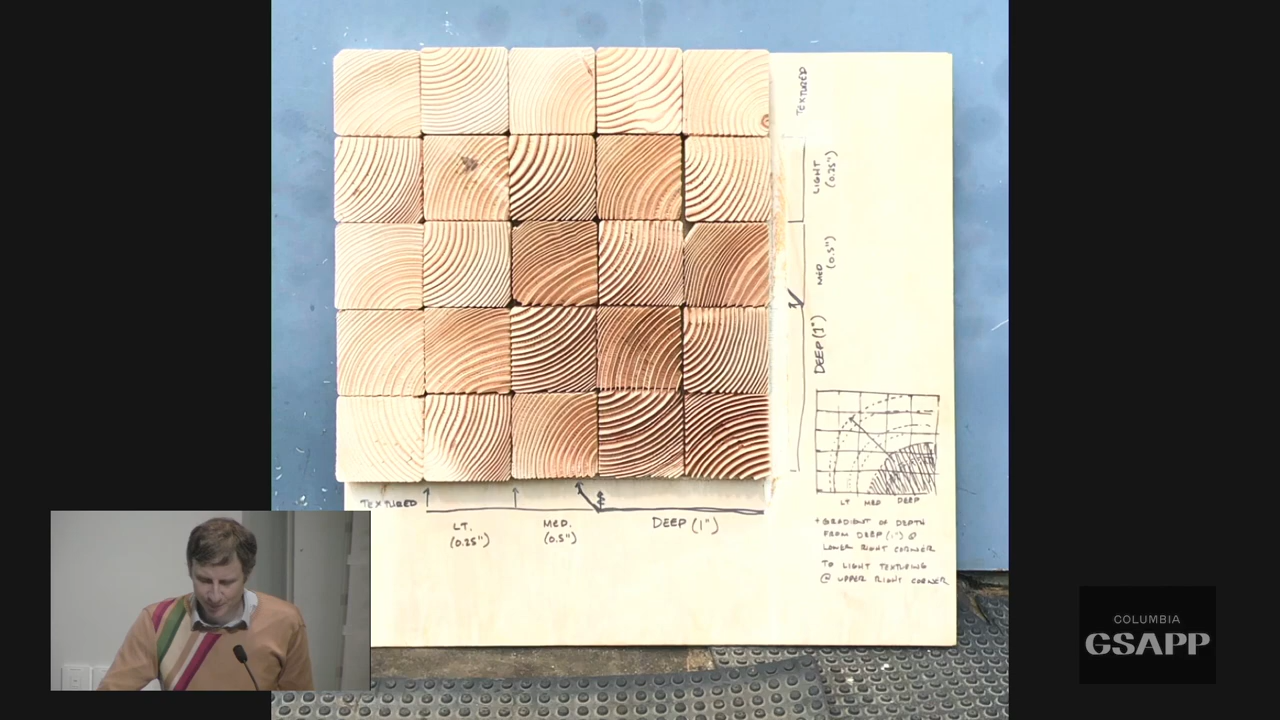 TEXTURED
LIGHT
(0.25")
MED
(0.5")
DEEP (1")
TEXTURED
LT.
(0.25")
MED.
(0.5")
DEEP (1")
LT MED DEEP
+ GRADIENT OF DEPTH
FROM DEEP (1") @
LOWER RIGHT CORNER
TO LIGHT TEXTURING
@ UPPER RIGHT CORNER
COLUMBIA
GSAPP